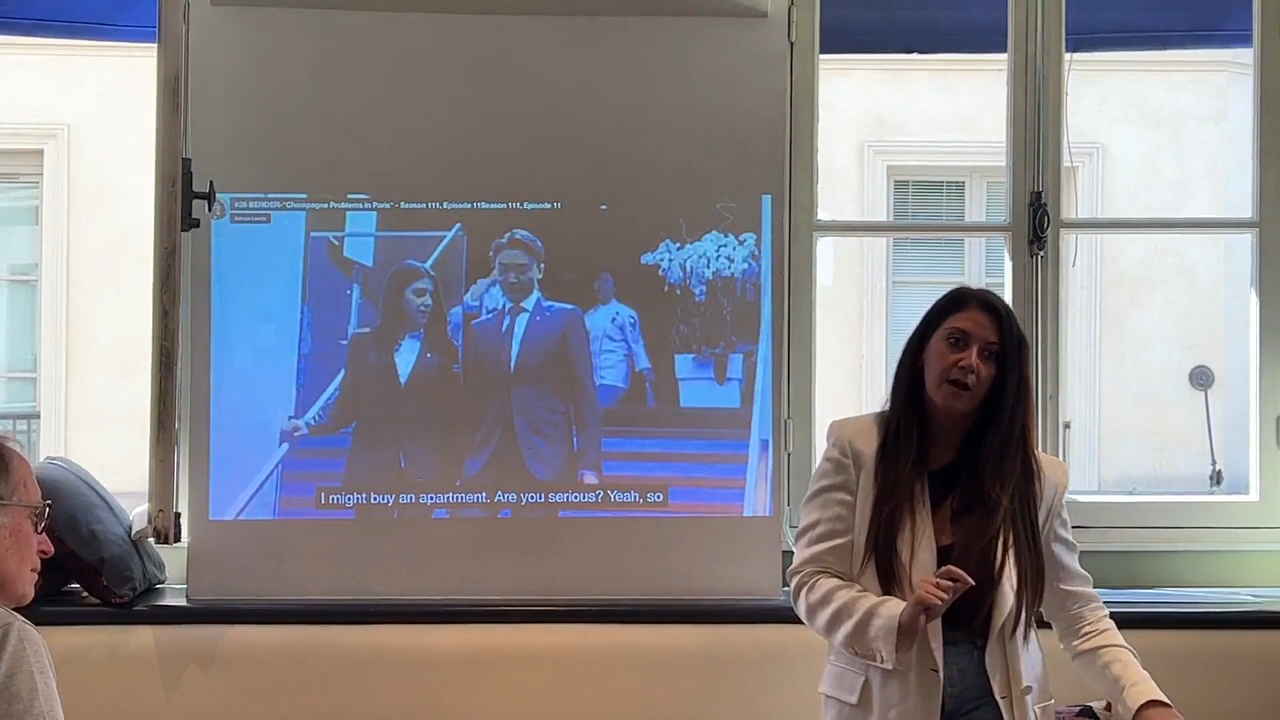 #26 BENDER-"Champagne Problems in Paris" - Season 111, Episode 11Season 111, Episode 11
I might buy an apartment. Are you serious? Yeah, so